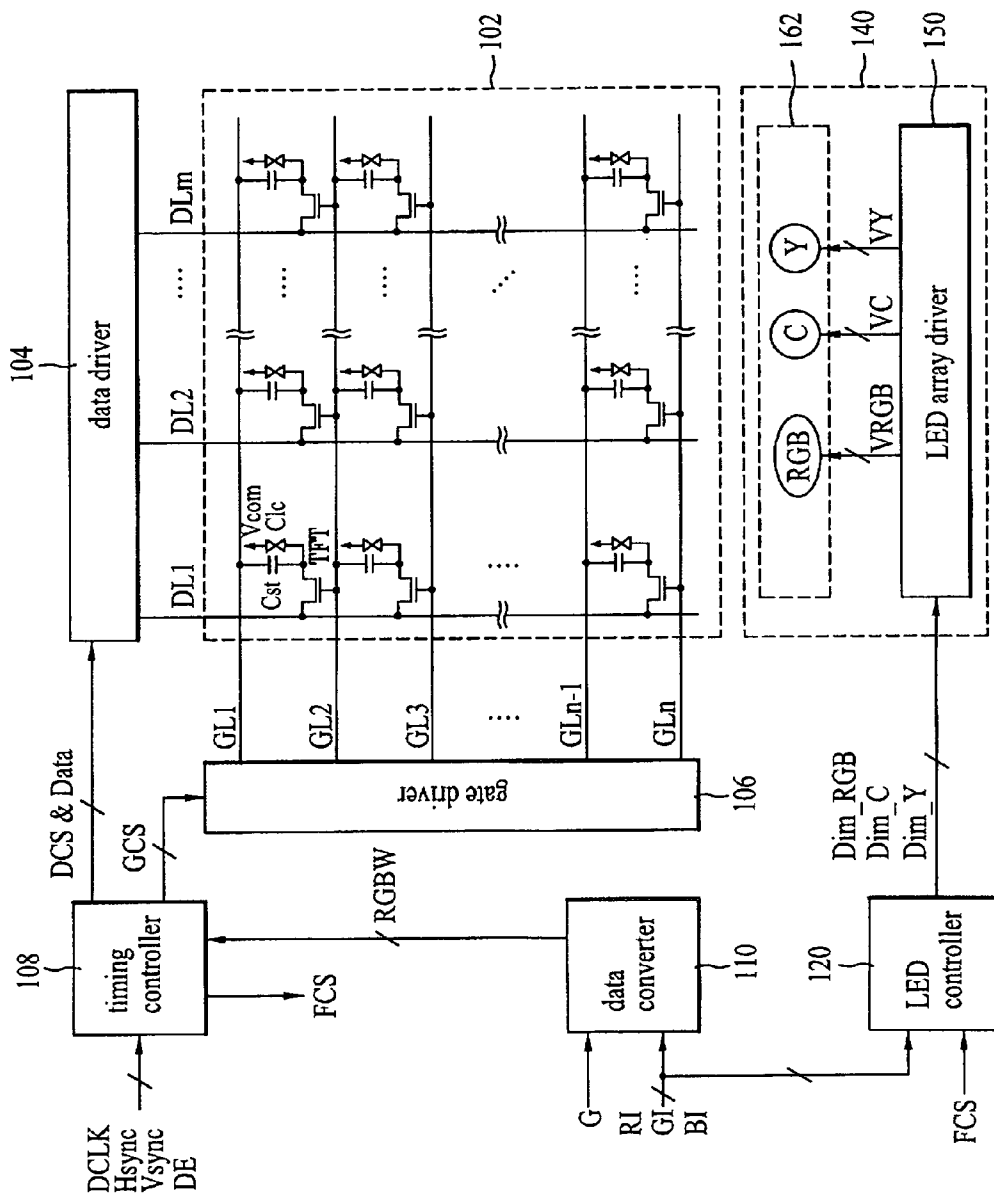 104
data driver
DCS & Data
GCS
108
timing
controller
FCS
DCLK
Hsync
Vsync
DE
DL1
DL2
....
DLm
GL1
GL2
GL3
....
GLn-1
GLn
Vcom
Clc
Cst
TFT
....
....
....
....
....
102
gate driver
106
RGBW
G
RI
GI
BI
data
converter
110
120
LED
controller
FCS
Dim_RGB
Dim_C
Dim_Y
RGB
C
Y
162
140
VRGB
VC
VY
LED array driver
150